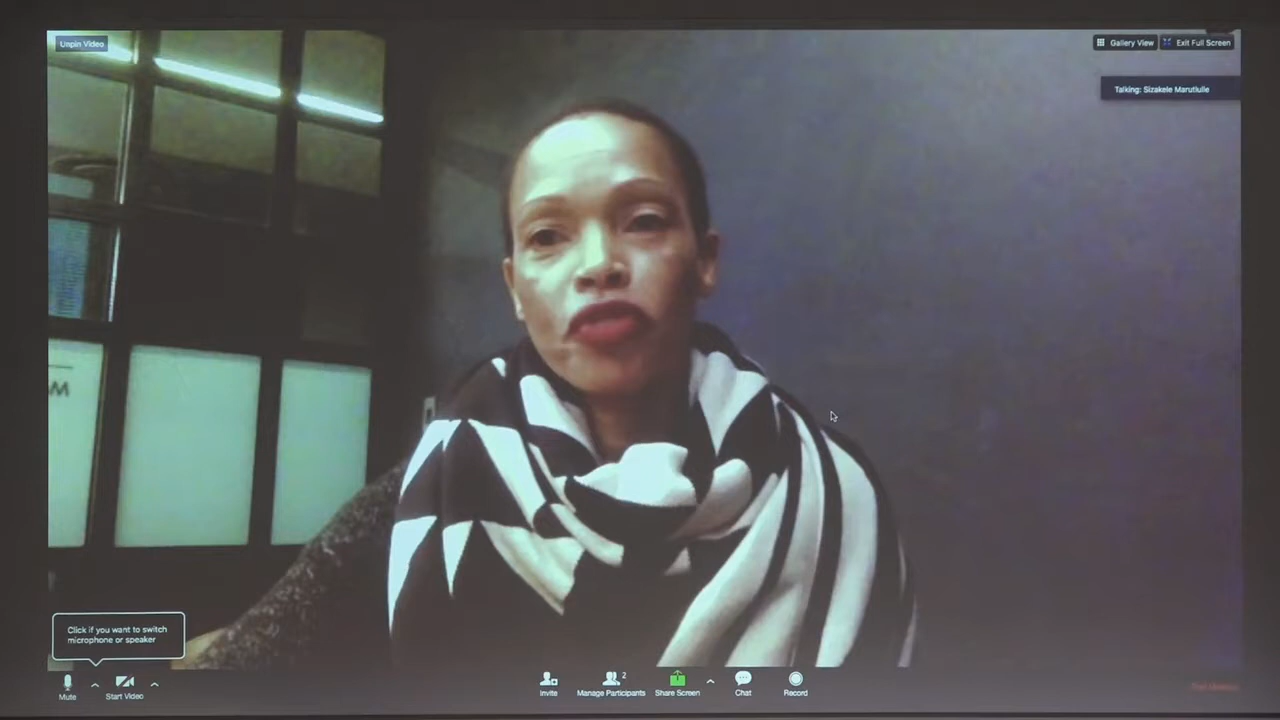 Unpin Video
Gallery View
Exit Full Screen
Talking: Sizakele Marutlulle
Click if you want to switch
microphone or speaker
Mute
Start Video
Invite
2
Manage Participants
Share Screen
Chat
Record